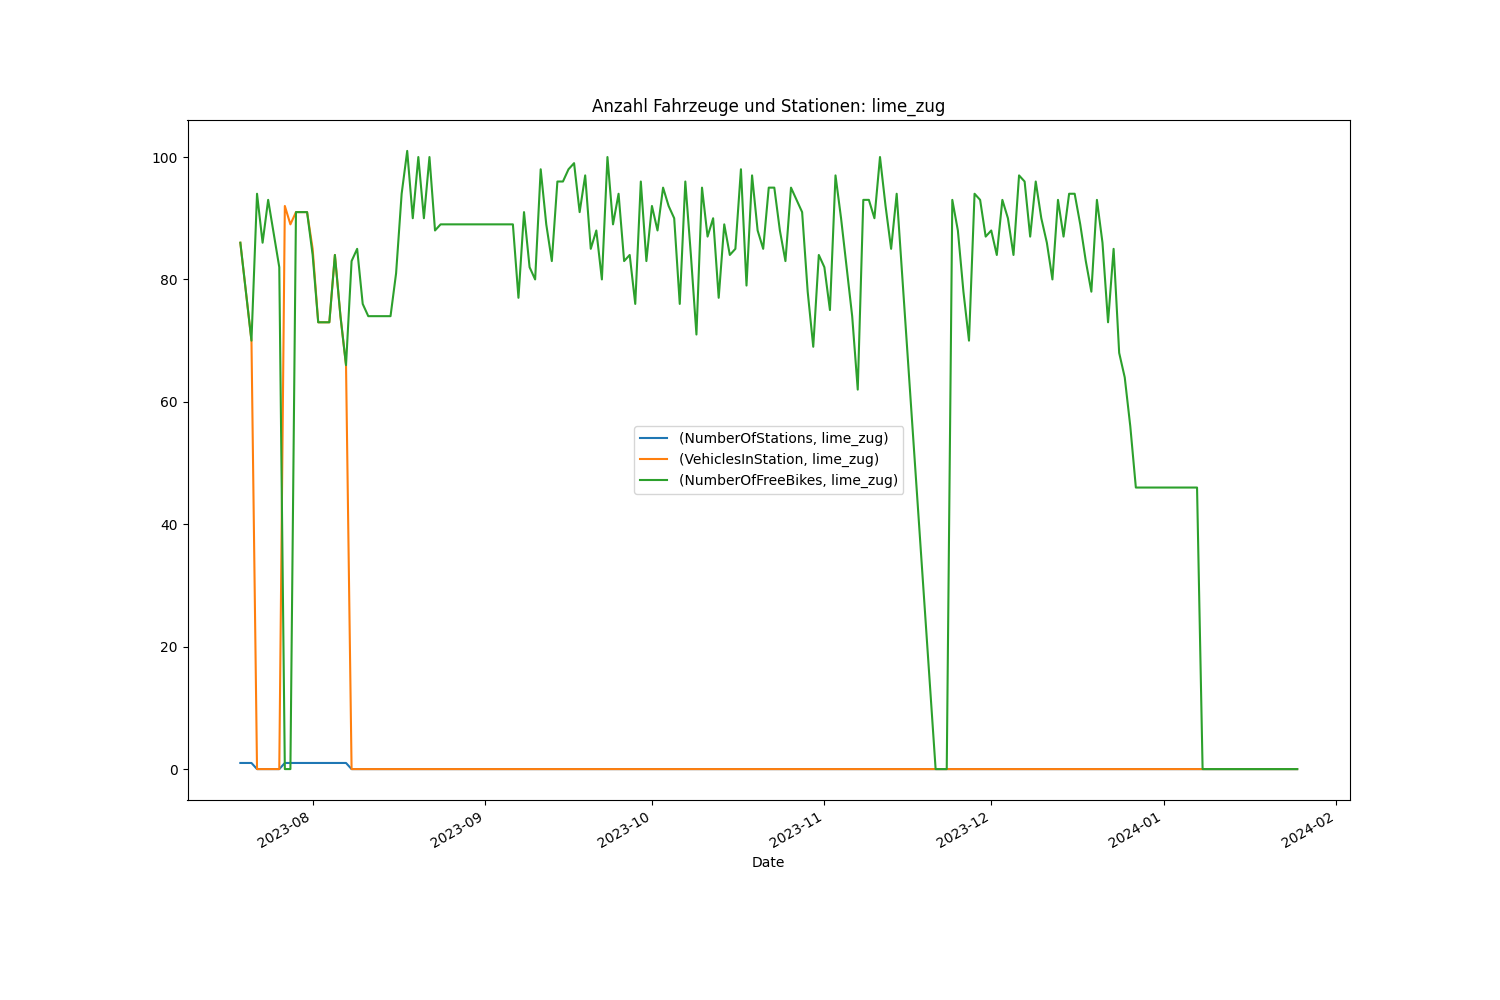 Anzahl Fahrzeuge und Stationen: lime_zug
100
80
60
40
20
0
(NumberOfStations, lime_zug)
(VehiclesInStation, lime_zug)
(NumberOfFreeBikes, lime_zug)
2023-08
2023-09
2023-10
2023-11
2023-12
2024-01
2024-02
Date